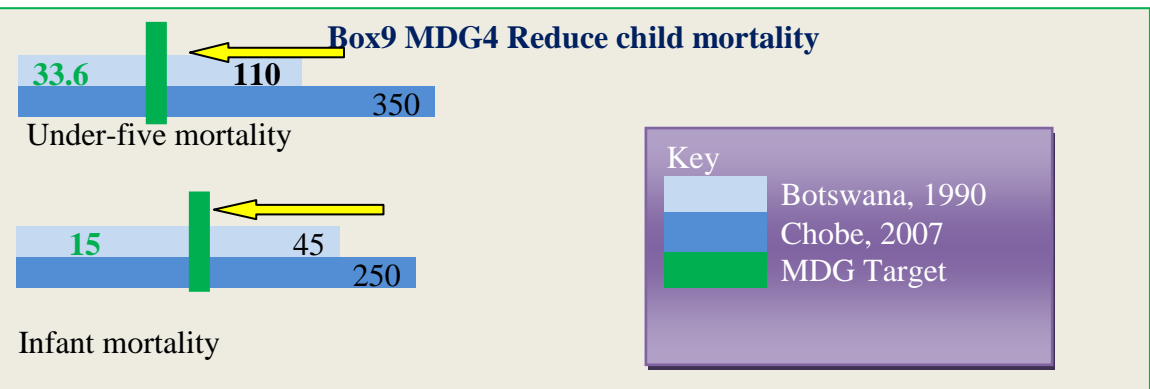 Box9 MDG4 Reduce child mortality
33.6 110
350
Under-five mortality
15 45
250
Infant mortality
Key
Botswana, 1990
Chobe, 2007
MDG Target